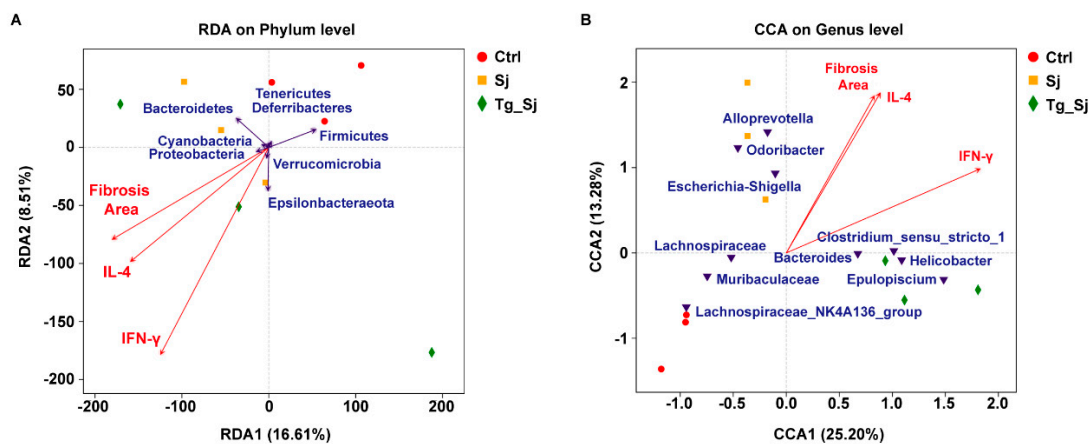 A
RDA on Phylum level
Ctrl
Sj
Tg_Sj
50
0
-50
-100
-150
-200
RDA2 (8.51%)
Tenericutes
Bacteroidetes
Deferribacteres
Cyanobacteria
Firmicutes
Proteobacteria
Verrucomicrobia
Fibrosis
Area
Epsilonbacteraeota
IL-4
IFN-γ
-200
-100
0
100
200
RDA1 (16.61%)
B
CCA on Genus level
Ctrl
Sj
Tg_Sj
2
1
0
-1
CCA2 (13.28%)
Fibrosis
Area
IL-4
Alloprevotella
Odoribacter
IFN-γ
Escherichia-Shigella
Clostridium_sensu_stricto_1
Lachnospiraceae
Bacteroides
Helicobacter
Muribaculaceae
Epulopiscium
Lachnospiraceae_NK4A136_group
-1.0
-0.5
0.0
0.5
1.0
1.5
2.0
CCA1 (25.20%)